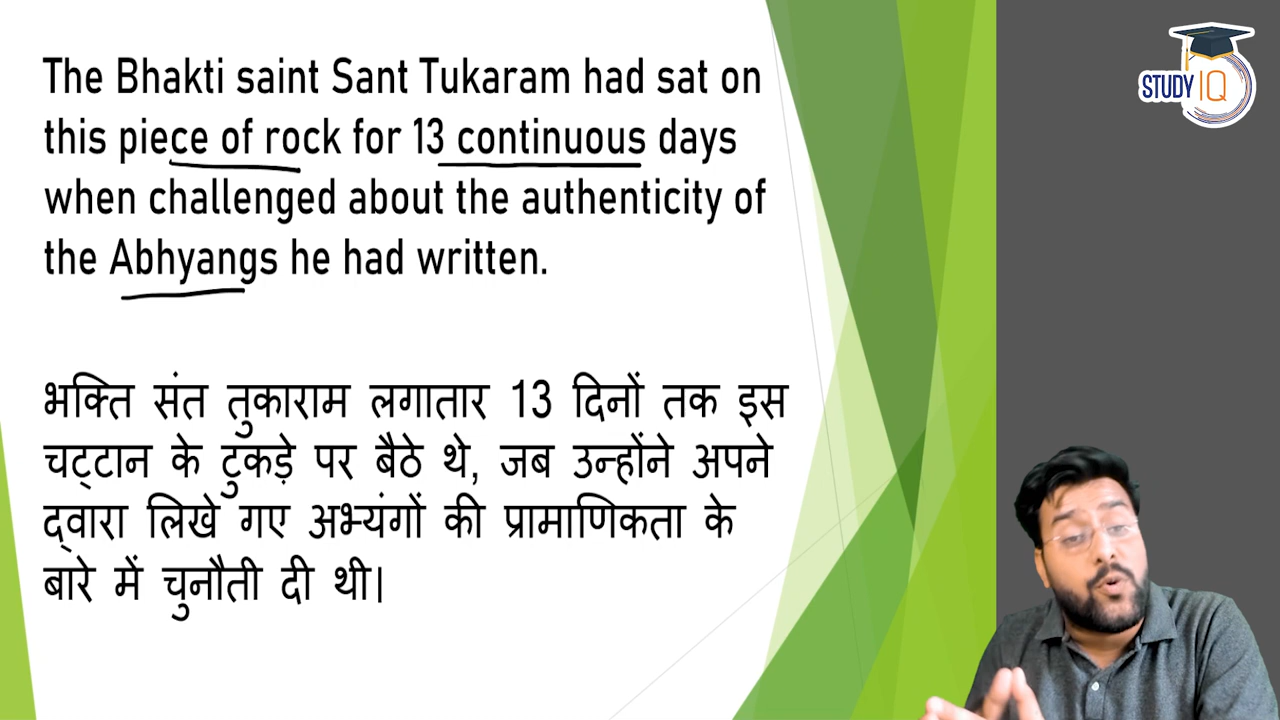 The Bhakti saint Sant Tukaram had sat on
this piece of rock for 13 continuous days
when challenged about the authenticity of
the Abhyangs he had written.
भक्ति संत तुकाराम लगातार 13 दिनों तक इस
चट्टान के टुकड़े पर बैठे थे, जब उन्होंने अपने
द्वारा लिखे गए अभ्यंगों की प्रामाणिकता के
बारे में चुनौती दी थी।
STUDY IQ